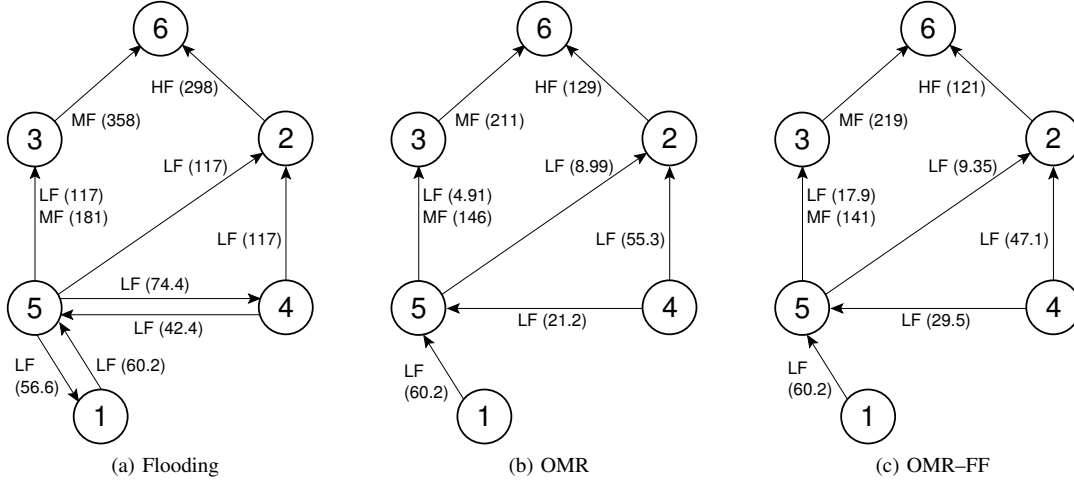 6
HF (298)
MF (358)
3
2
LF (117)
LF (117)
MF (181)
LF (117)
LF (74.4)
5
4
LF (42.4)
LF (60.2)
LF
(56.6)
1
(a) Flooding
6
HF (129)
MF (211)
3
2
LF (8.99)
LF (4.91)
MF (146)
LF (55.3)
5
4
LF (21.2)
LF
(60.2)
1
(b) OMR
6
HF (121)
MF (219)
3
2
LF (9.35)
LF (17.9)
MF (141)
LF (47.1)
5
4
LF (29.5)
LF
(60.2)
1
(c) OMR–FF